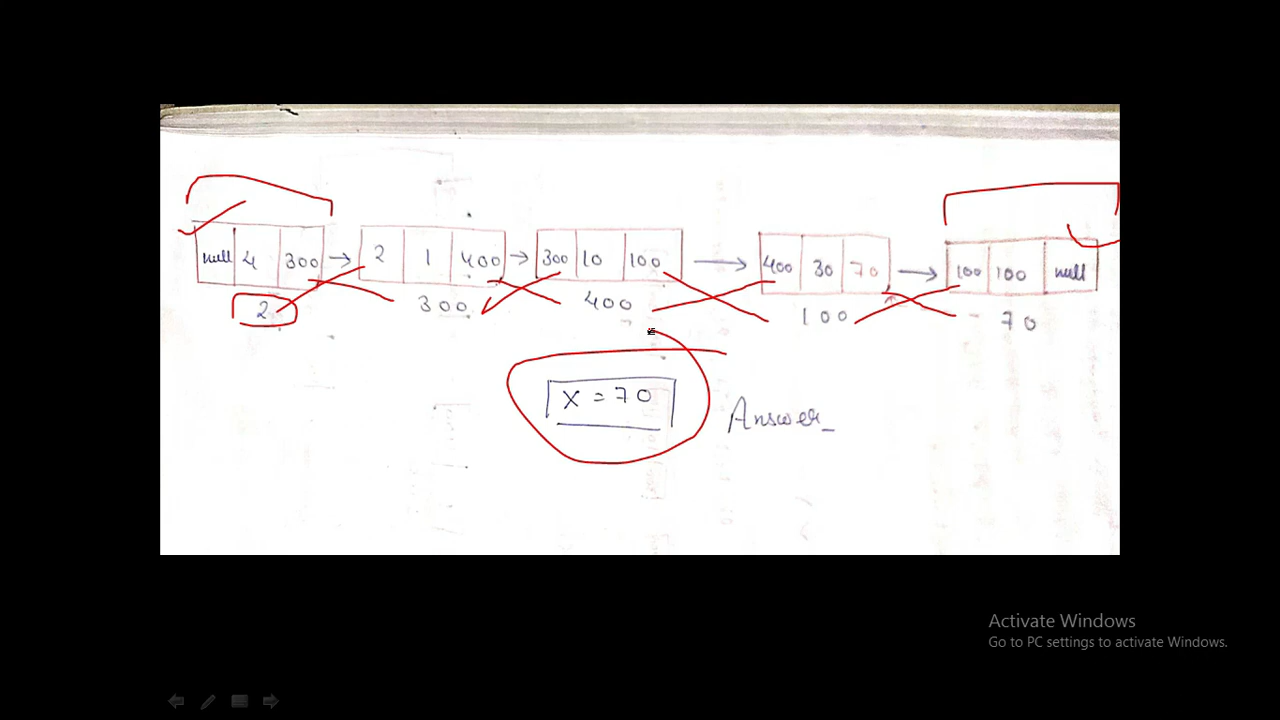 null 4 300 2 1 400 300 10 100 400 30 70 100 100 null
2 300 400 100 70
X = 70
Answer
Activate Windows
Go to PC settings to activate Windows.